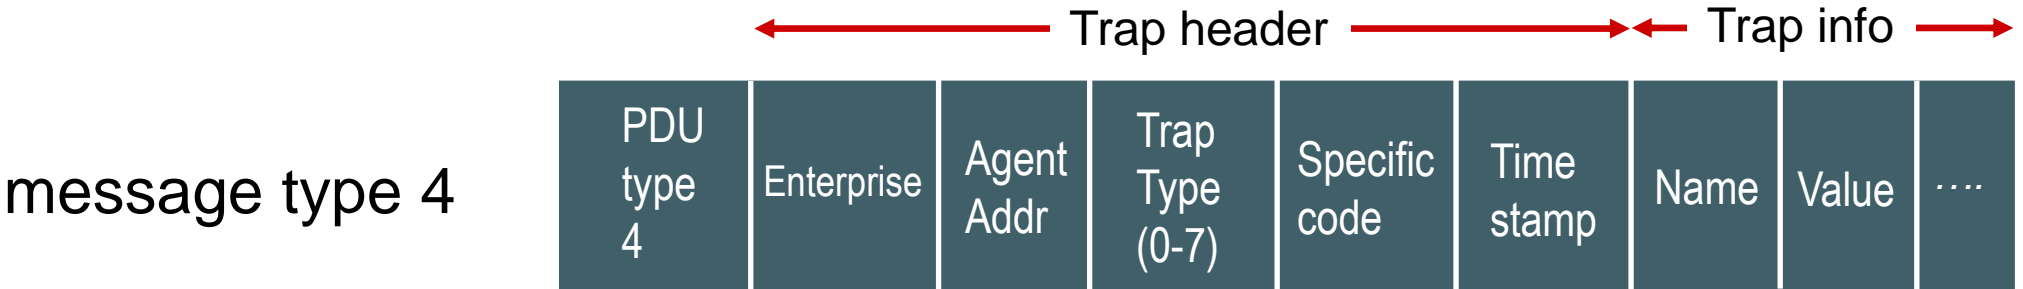 Trap header
Trap info
message type 4
PDU
type
4
Enterprise
Agent
Addr
Trap
Type
(0-7)
Specific
code
Time
stamp
Name
Value
....